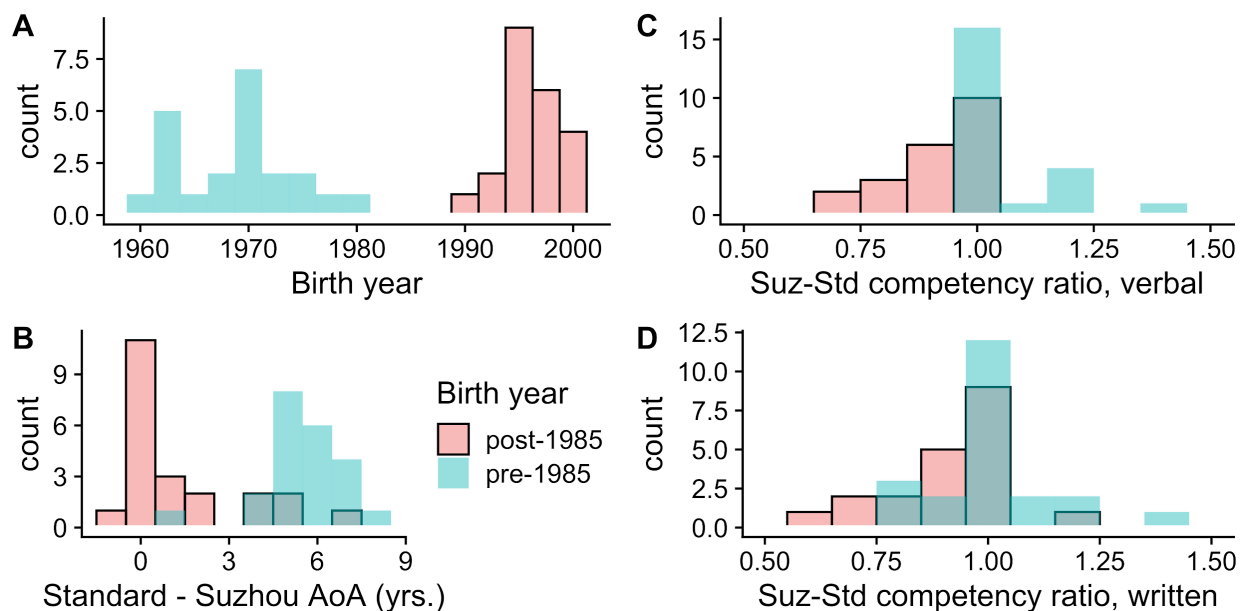 A
count
7.5
5.0
2.5
0.0
1960 1970 1980 1990 2000
Birth year
C
count
15
10
5
0
0.50 0.75 1.00 1.25 1.50
Suz-Std competency ratio, verbal
B
count
9
6
3
0
0 3 6 9
Standard - Suzhou AoA (yrs.)
Birth year
post-1985
pre-1985
D
count
12.5
10.0
7.5
5.0
2.5
0.0
0.50 0.75 1.00 1.25 1.50
Suz-Std competency ratio, written